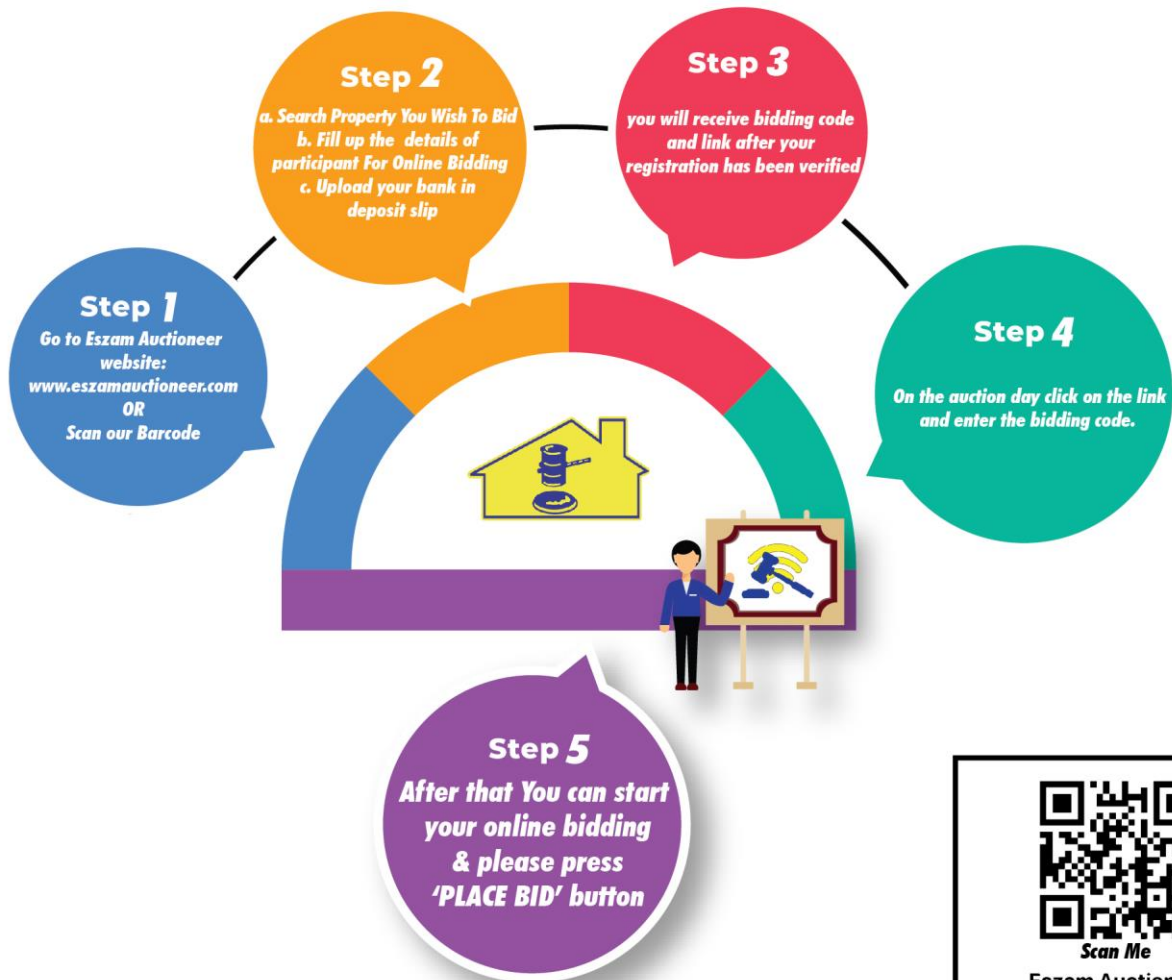 Step 1
Go to Eszam Auctioneer
website:
www.eszamauctioneer.com
OR
Scan our Barcode
Step 2
a. Search Property You Wish To Bid
b. Fill up the details of
participant For Online Bidding
c. Upload your bank in
deposit slip
Step 3
you will receive bidding code
and link after your
registration has been verified
Step 4
On the auction day click on the link
and enter the bidding code.
Step 5
After that You can start
your online bidding
& please press
‘PLACE BID’ button
Scan Me